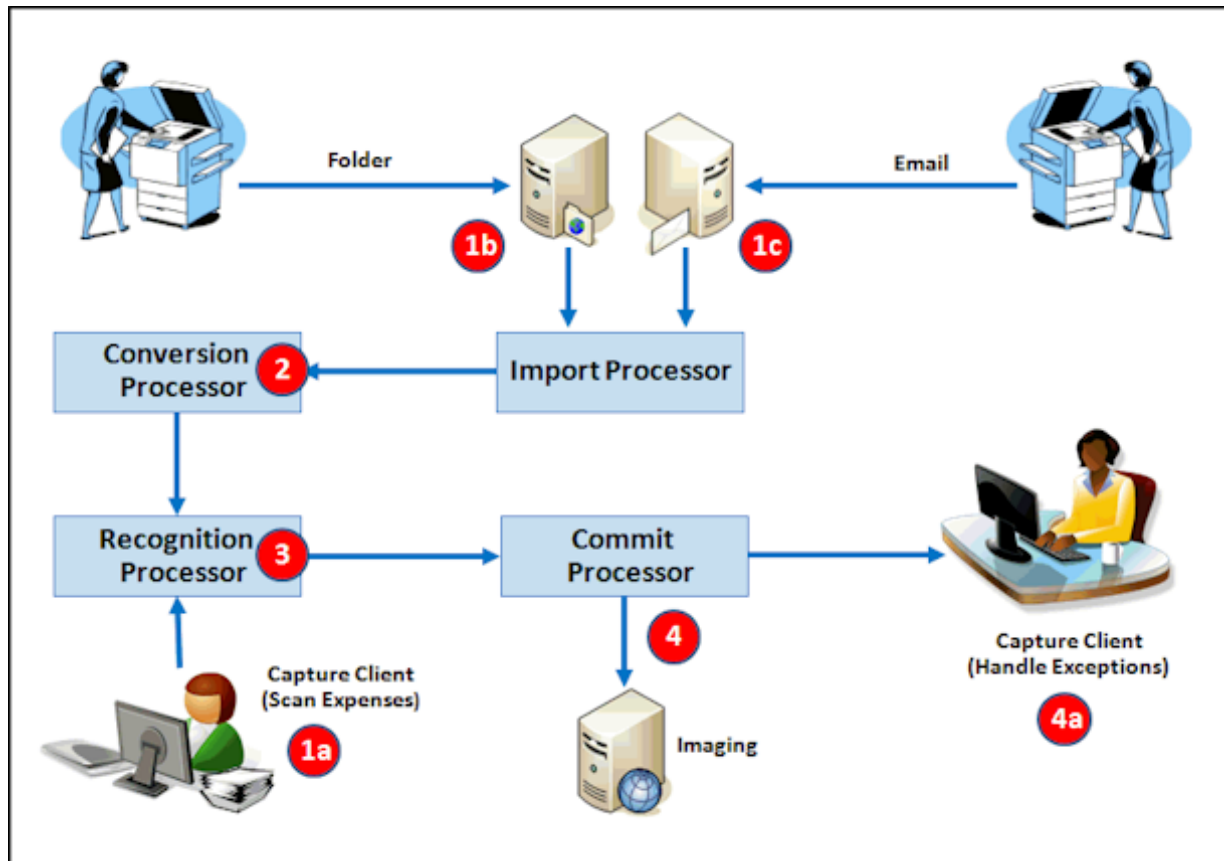 Folder
Email
1b
1c
Conversion
Processor
2
Import Processor
Recognition
Processor
3
Commit
Processor
4
Capture Client
(Scan Expenses)
1a
Imaging
Capture Client
(Handle Exceptions)
4a